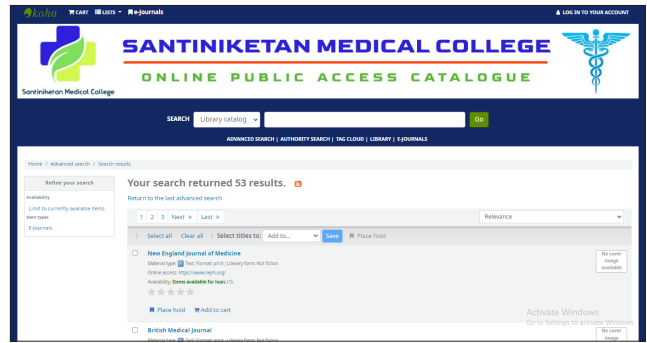 koha CART LISTS e-Journals LOG IN TO YOUR ACCOUNT
SANTINIKETAN MEDICAL COLLEGE
ONLINE PUBLIC ACCESS CATALOGUE
Santiniketan Medical College
SEARCH Library catalog Go
ADVANCED SEARCH | AUTHORITY SEARCH | TAG CLOUD | LIBRARY | E-JOURNALS
Home / Advanced search / Search results
Refine your search
Availability
Limit to currently available items
Item types
E-Journals
Your search returned 53 results.
Return to the last advanced search
1 2 3 Next » Last » Relevance
Select all Clear all | Select titles to: Add to... Save Place hold
New England Journal of Medicine
Material type: Text; Format: print ; Literary form: Not fiction
Online access: https://www.nejm.org/
Availability: Items available for loan: (1).
Place hold Add to cart
No cover
image
available
British Medical Journal
Material type: Text; Format: print ; Literary form: Not fiction
No cover
image
Activate Windows
Go to Settings to activate Windows.